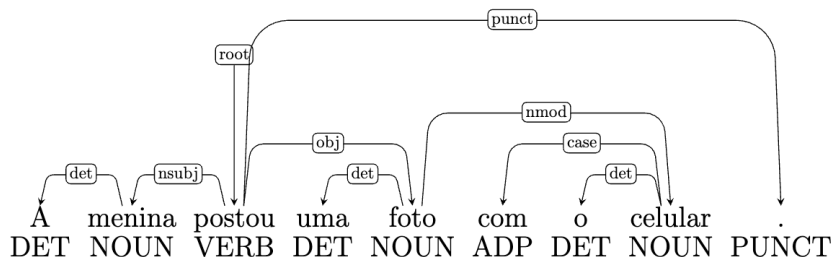 punct
root
nmod
obj case
det nsubj det det
A menina postou uma foto com o celular .
DET NOUN VERB DET NOUN ADP DET NOUN PUNCT